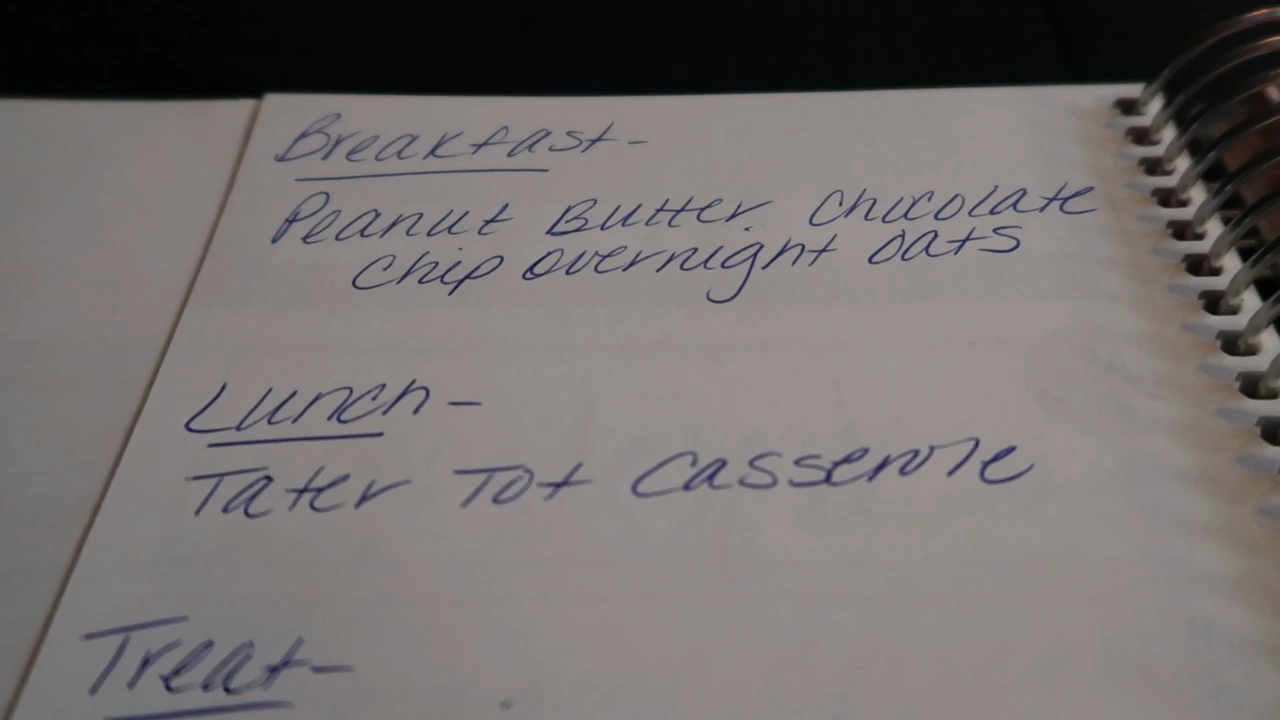 Breakfast-
Peanut Butter Chocolate
chip overnight oats
Lunch-
Tater Tot Casserole
Treat-